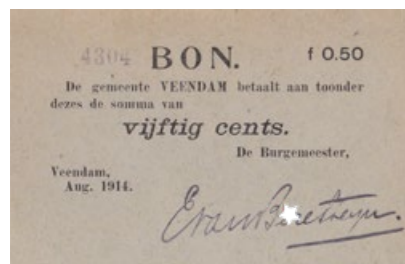 4304 BON. f 0.50
De gemeente VEENDAM betaalt aan toonder
dezes de somma van
vijftig cents.
De Burgemeester,
Veendam,
Aug. 1914.